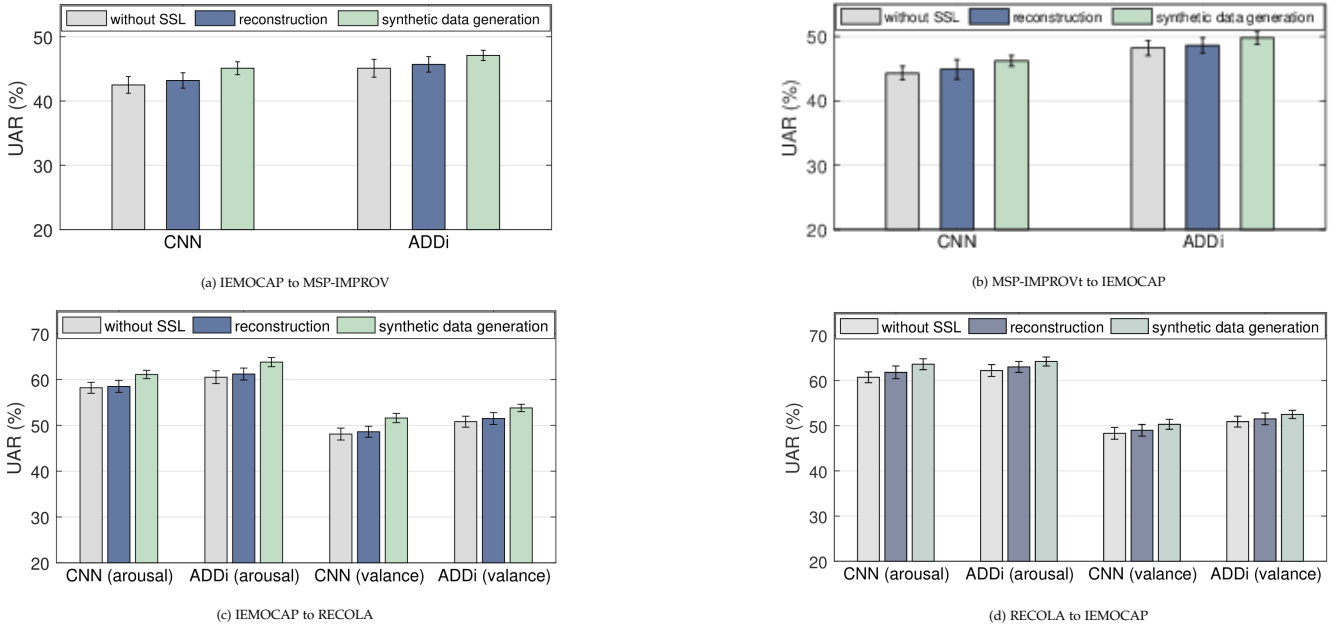 without SSL reconstruction synthetic data generation
50
40
30
20
UAR (%)
CNN ADDi
(a) IEMOCAP to MSP-IMPROV
without SSL reconstruction synthetic data generation
50
40
30
20
UAR (%)
CNN ADDi
(b) MSP-IMPROVt to IEMOCAP
without SSL reconstruction synthetic data generation
70
60
50
40
30
20
UAR (%)
CNN (arousal) ADDi (arousal) CNN (valance) ADDi (valance)
(c) IEMOCAP to RECOLA
without SSL reconstruction synthetic data generation
70
60
50
40
30
20
UAR (%)
CNN (arousal) ADDi (arousal) CNN (valance) ADDi (valance)
(d) RECOLA to IEMOCAP